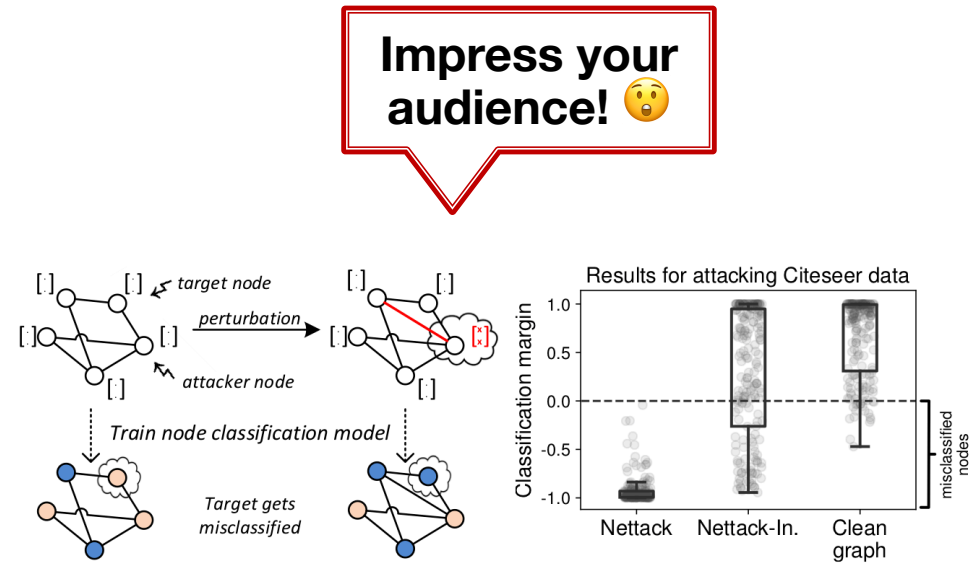 Impress your
audience! 😲
[:]
[:]
target node
[:]
[:]
attacker node
[:]
perturbation
[:]
[:]
[:]
[x x]
[:]
Train node classification model
Target gets
misclassified
Results for attacking Citeseer data
Classification margin
1.0
0.5
0.0
-0.5
-1.0
Nettack
Nettack-In.
Clean
graph
misclassified
nodes